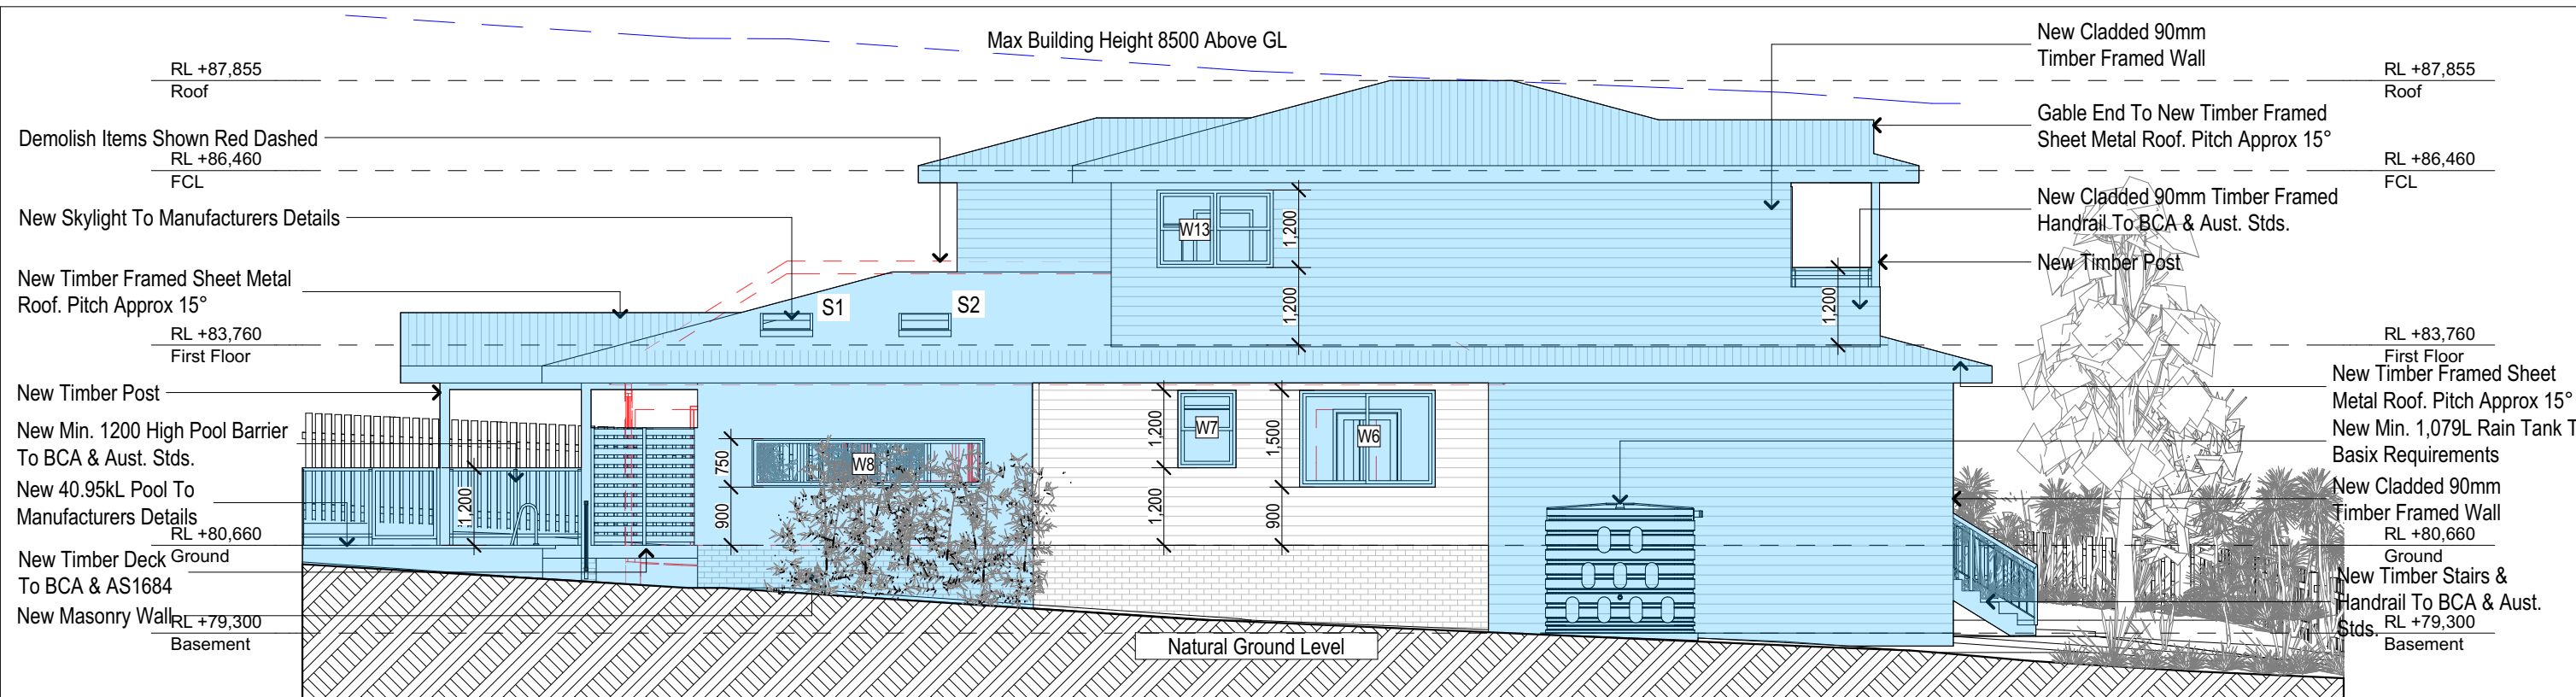 Max Building Height 8500 Above GL
RL +87,855
Roof
Demolish Items Shown Red Dashed
RL +86,460
FCL
New Skylight To Manufacturers Details
New Timber Framed Sheet Metal
Roof. Pitch Approx 15°
RL +83,760
First Floor
New Timber Post
New Min. 1200 High Pool Barrier
To BCA & Aust. Stds.
New 40.95kL Pool To
Manufacturers Details
RL +80,660
Ground
New Timber Deck
To BCA & AS1684
New Masonry Wall
RL +79,300
Basement
S1
S2
W13
1,200
1,200
1,200
W8
750
900
1,200
W7
1,200
1,200
W6
1,500
900
Natural Ground Level
New Cladded 90mm
Timber Framed Wall
RL +87,855
Roof
Gable End To New Timber Framed
Sheet Metal Roof. Pitch Approx 15°
RL +86,460
FCL
New Cladded 90mm Timber Framed
Handrail To BCA & Aust. Stds.
New Timber Post
RL +83,760
First Floor
New Timber Framed Sheet
Metal Roof. Pitch Approx 15°
New Min. 1,079L Rain Tank T
Basix Requirements
New Cladded 90mm
Timber Framed Wall
RL +80,660
Ground
New Timber Stairs &
Handrail To BCA & Aust.
Stds.
RL +79,300
Basement